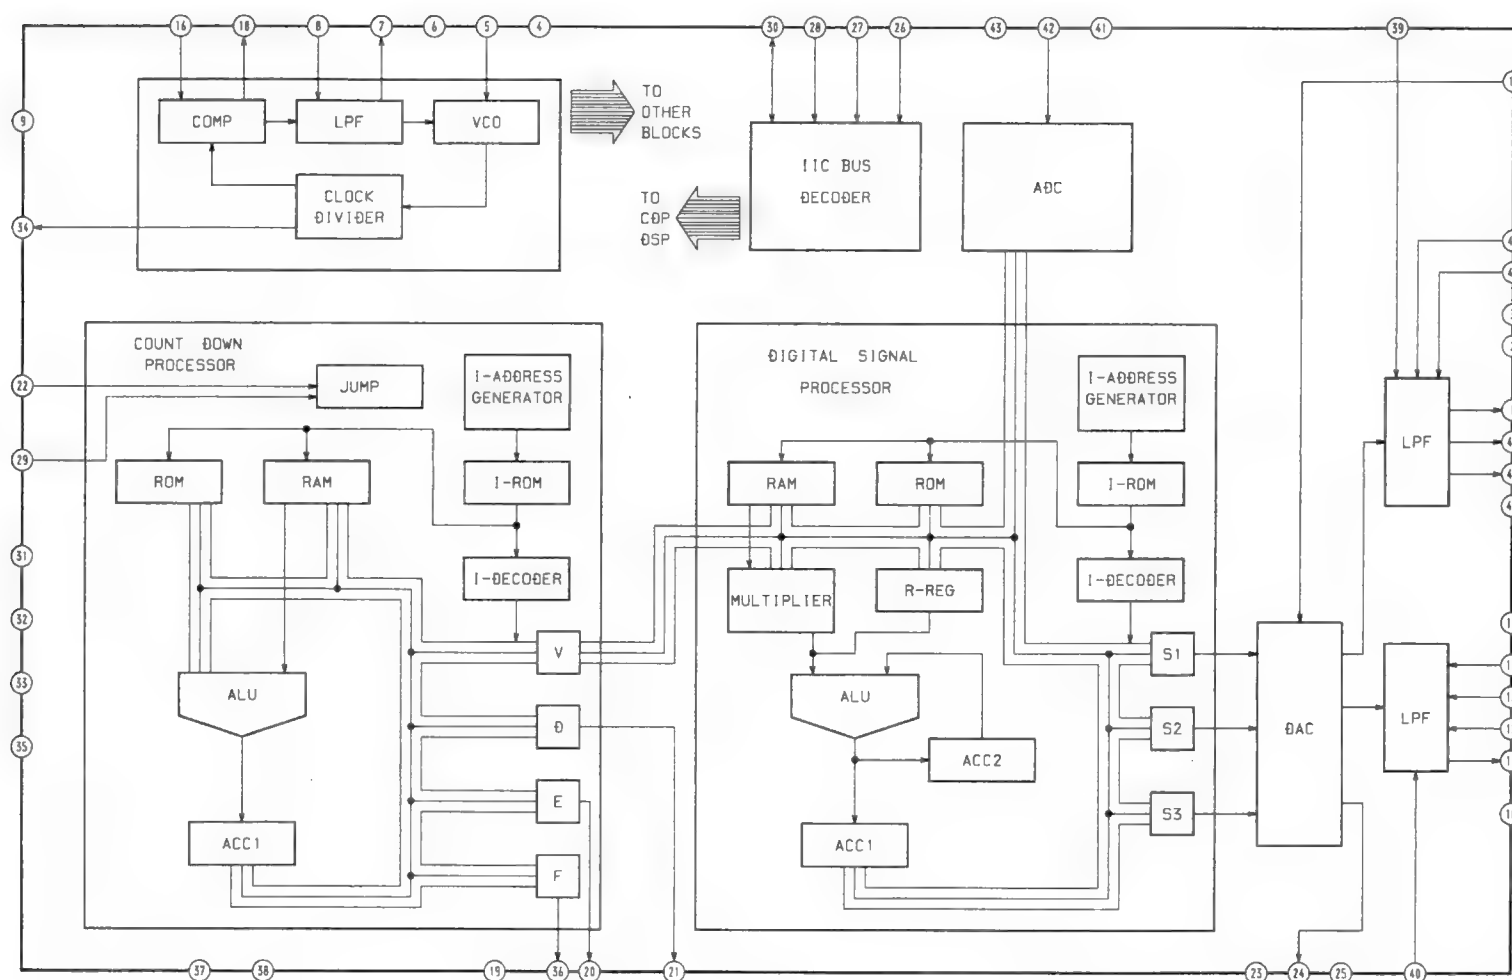 16 18 8 7 6 5 4 30 28 27 26 43 42 41 39
9
COMP
LPF
VCO
TO
OTHER
BLOCKS
CLOCK
DIVIDER
34
IIC BUS
DECODER
TO
CDP
DSP
ADC
COUNT DOWN
PROCESSOR
22
JUMP
I-ADDRESS
GENERATOR
29
ROM
RAM
I-ROM
31
I-DECODER
32
V
33
ALU
35
D
E
ACC1
F
DIGITAL SIGNAL
PROCESSOR
I-ADDRESS
GENERATOR
RAM
ROM
I-ROM
I-DECODER
MULTIPLIER
R-REG
S1
ALU
S2
ACC2
S3
ACC1
DAC
LPF
LPF
37 38 19 36 20 21 23 24 25 40